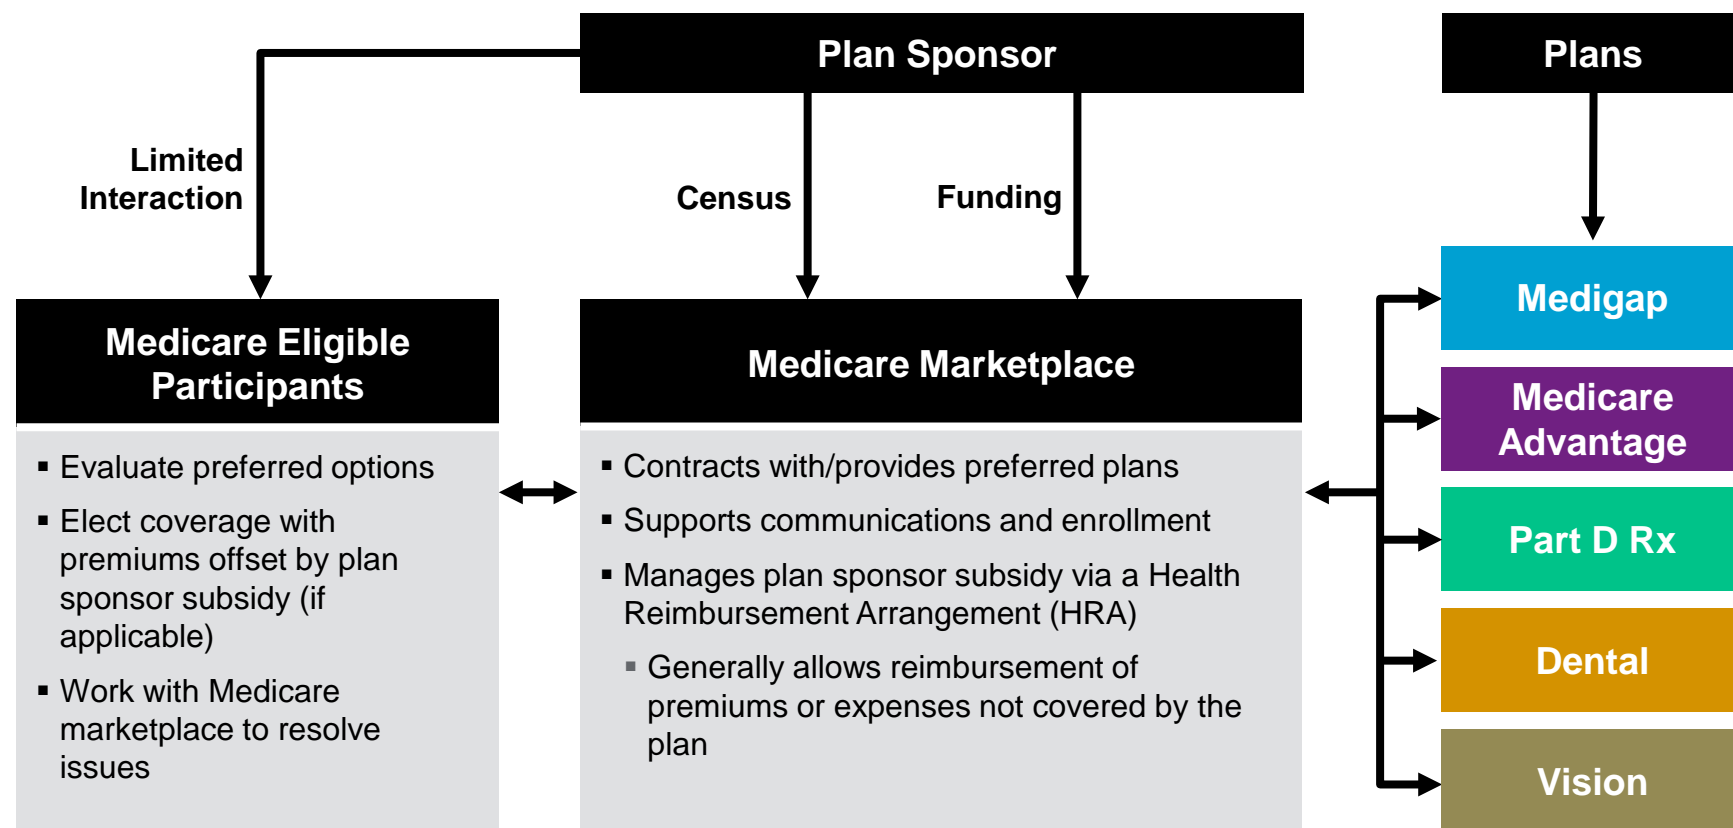 Plan Sponsor
Plans
Limited
Interaction
Census
Funding
Medicare Eligible
Participants
▪ Evaluate preferred options
▪ Elect coverage with
premiums offset by plan
sponsor subsidy (if
applicable)
▪ Work with Medicare
marketplace to resolve
issues
Medicare Marketplace
▪ Contracts with/provides preferred plans
▪ Supports communications and enrollment
▪ Manages plan sponsor subsidy via a Health
Reimbursement Arrangement (HRA)
▪ Generally allows reimbursement of
premiums or expenses not covered by the
plan
Medigap
Medicare
Advantage
Part D Rx
Dental
Vision